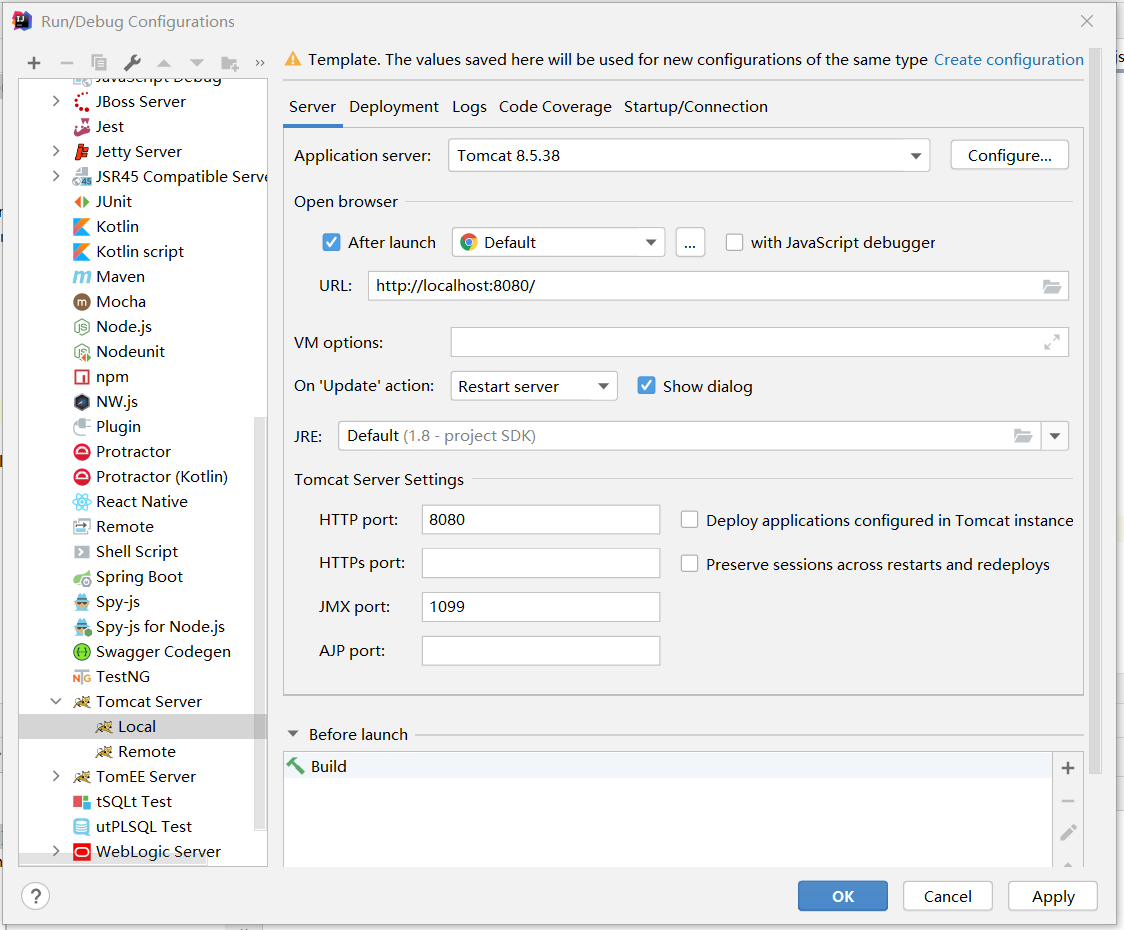 Run/Debug Configurations
Template. The values saved here will be used for new configurations of the same type Create configuration
JavaScript Debug
JBoss Server
Jest
Jetty Server
JSR45 Compatible Serve
JUnit
Kotlin
Kotlin script
Maven
Mocha
Node.js
Nodeunit
npm
NW.js
Plugin
Protractor
Protractor (Kotlin)
React Native
Remote
Shell Script
Spring Boot
Spy-js
Spy-js for Node.js
Swagger Codegen
TestNG
Tomcat Server
Local
Remote
TomEE Server
tSQLt Test
utPLSQL Test
WebLogic Server
Server Deployment Logs Code Coverage Startup/Connection
Application server: Tomcat 8.5.38 Configure...
Open browser
After launch Default ... with JavaScript debugger
URL: http://localhost:8080/
VM options:
On 'Update' action: Restart server Show dialog
JRE: Default (1.8 - project SDK)
Tomcat Server Settings
HTTP port: 8080 Deploy applications configured in Tomcat instance
HTTPs port: Preserve sessions across restarts and redeploys
JMX port: 1099
AJP port:
Before launch
Build
? OK Cancel Apply